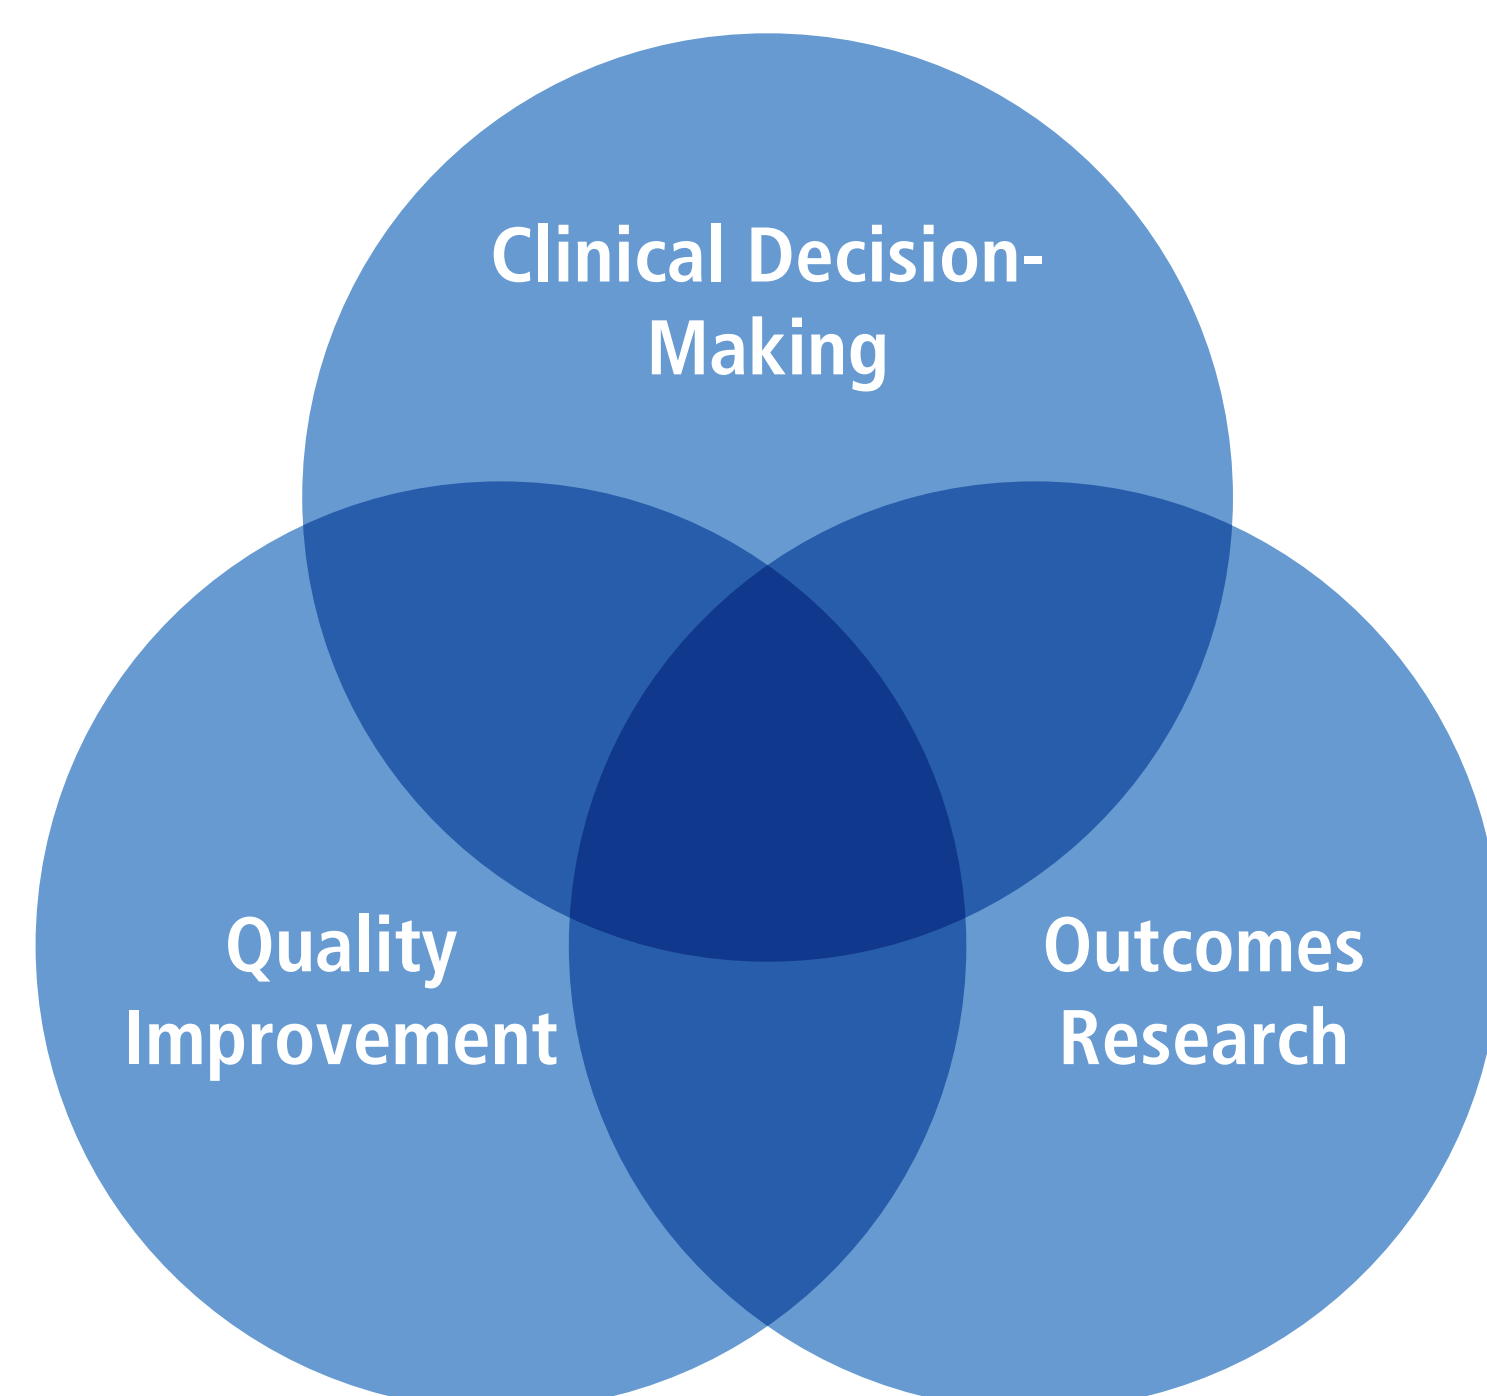 Clinical Decision-
Making
Quality
Improvement
Outcomes
Research